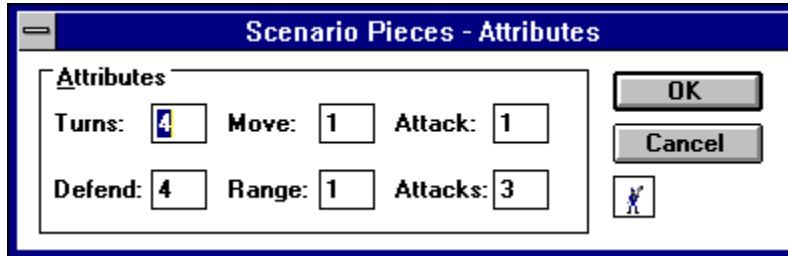 Scenario Pieces - Attributes
Attributes
Turns: 4 Move: 1 Attack: 1
Defend: 4 Range: 1 Attacks: 3
OK
Cancel